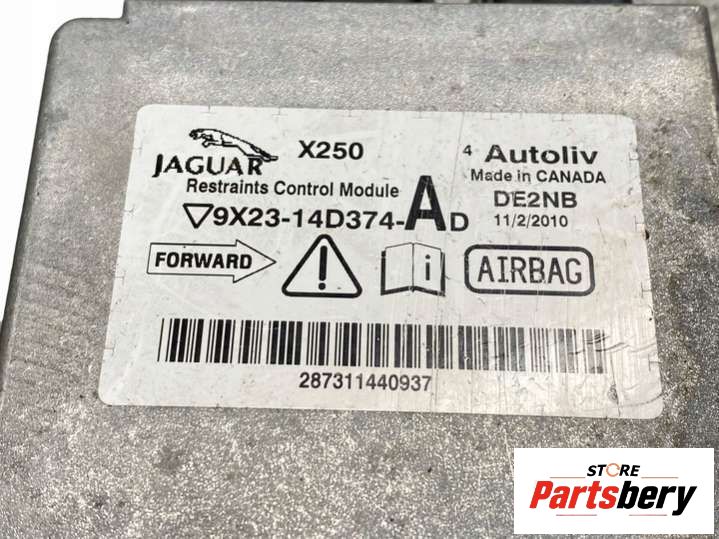 JAGUAR
X250
4 Autoliv
Made in CANADA
Restraints Control Module
DE2NB
9X23-14D374-AD
11/2/2010
FORWARD
! i
AIRBAG
287311440937
STORE
Partsbery